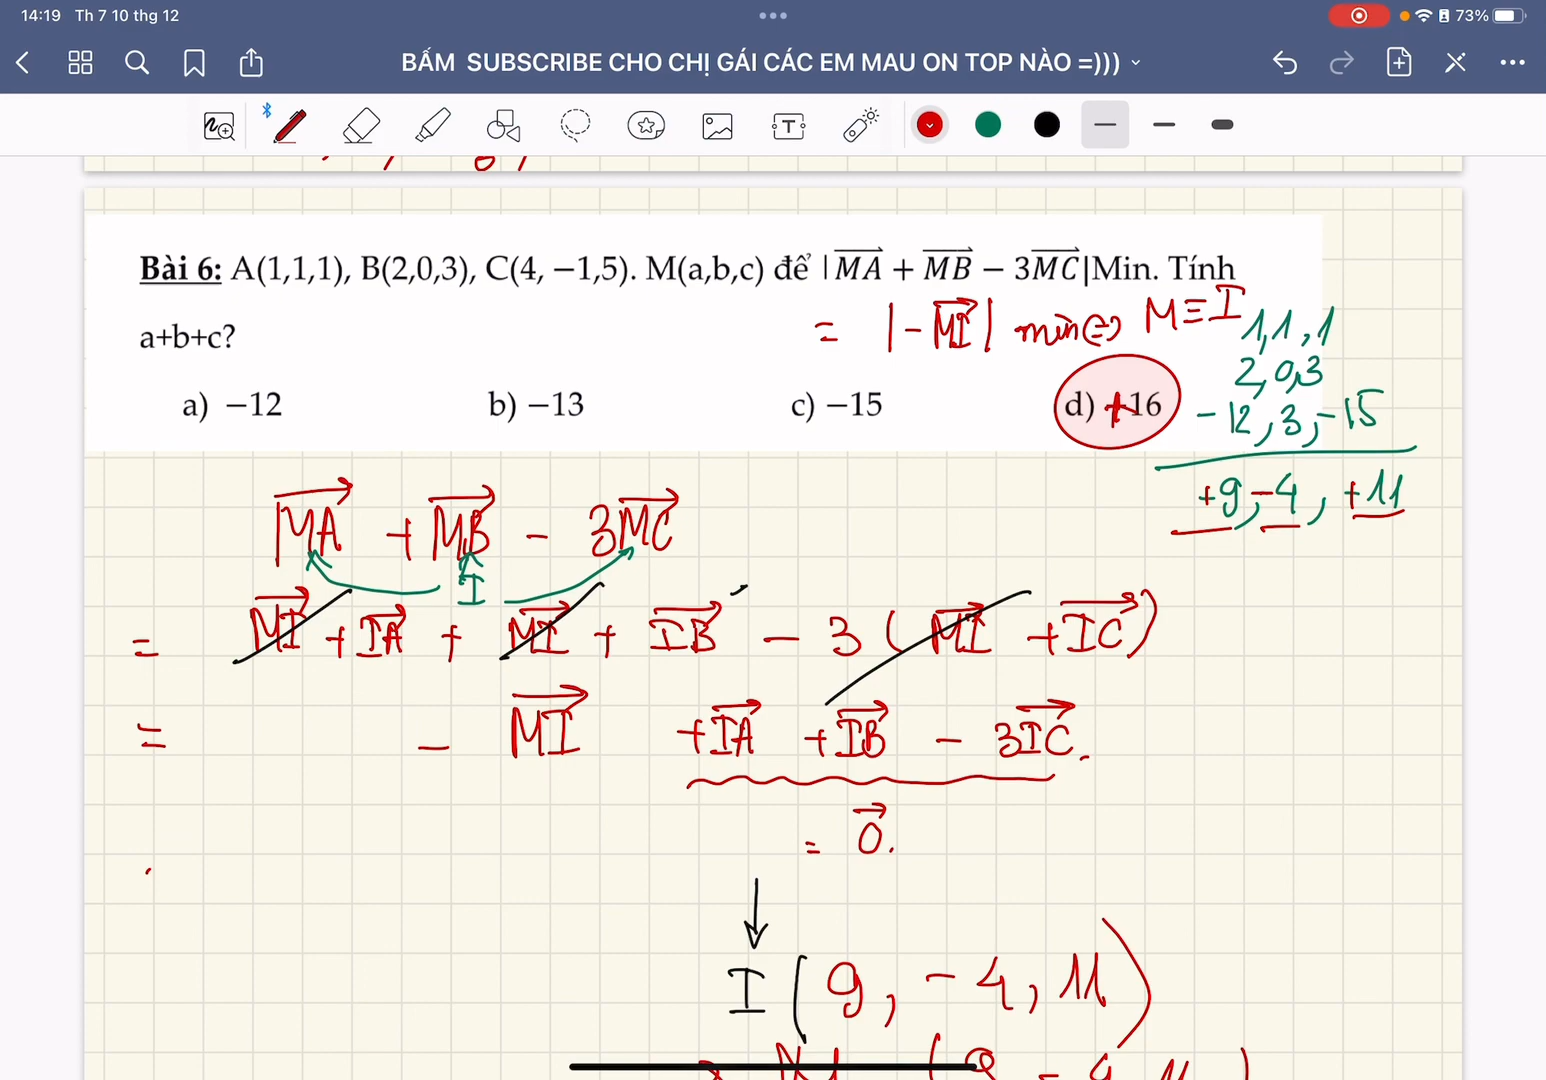 14:19 Th 7 10 thg 12
73%
BẤM SUBSCRIBE CHO CHỊ GÁI CÁC EM MAU ON TOP NÀO =)))
Bài 6: A(1,1,1), B(2,0,3), C(4, −1,5). M(a,b,c) để |MA + MB − 3MC|Min. Tính
= |− MI| min ⇔ M ≡ I
a+b+c?
1, 1, 1
2, 0, 3
a) −12 b) −13 c) −15 d) +16
− 12, 3, − 15
+9, −4, +11
MA + MB − 3MC
I
= MI + IA + MI + IB − 3 ( MI + IC )
= − MI + IA + IB − 3IC.
= 0.
I ( 9, − 4, 11 )